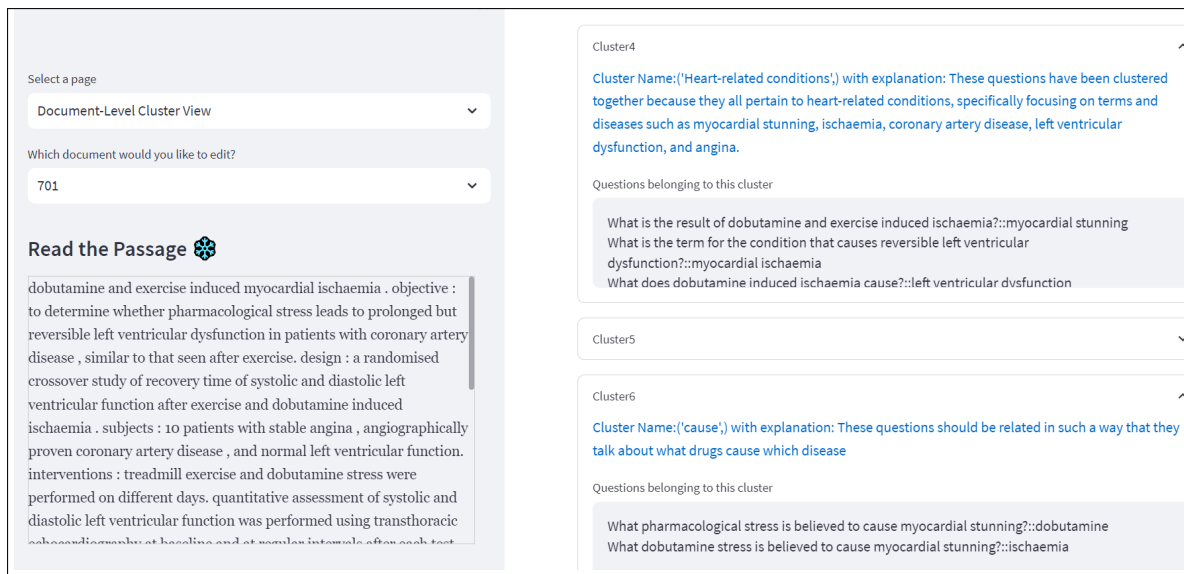 Select a page
Document-Level Cluster View
Which document would you like to edit?
701
Read the Passage
dobutamine and exercise induced myocardial ischaemia . objective :
to determine whether pharmacological stress leads to prolonged but
reversible left ventricular dysfunction in patients with coronary artery
disease , similar to that seen after exercise. design : a randomised
crossover study of recovery time of systolic and diastolic left
ventricular function after exercise and dobutamine induced
ischaemia . subjects : 10 patients with stable angina , angiographically
proven coronary artery disease , and normal left ventricular function.
interventions : treadmill exercise and dobutamine stress were
performed on different days. quantitative assessment of systolic and
diastolic left ventricular function was performed using transthoracic
echocardiography at baseline and at regular intervals after each test
Cluster4
Cluster Name:('Heart-related conditions',) with explanation: These questions have been clustered
together because they all pertain to heart-related conditions, specifically focusing on terms and
diseases such as myocardial stunning, ischaemia, coronary artery disease, left ventricular
dysfunction, and angina.
Questions belonging to this cluster
What is the result of dobutamine and exercise induced ischaemia?::myocardial stunning
What is the term for the condition that causes reversible left ventricular
dysfunction?::myocardial ischaemia
What does dobutamine induced ischaemia cause?::left ventricular dysfunction
Cluster5
Cluster6
Cluster Name:('cause',) with explanation: These questions should be related in such a way that they
talk about what drugs cause which disease
Questions belonging to this cluster
What pharmacological stress is believed to cause myocardial stunning?::dobutamine
What dobutamine stress is believed to cause myocardial stunning?::ischaemia